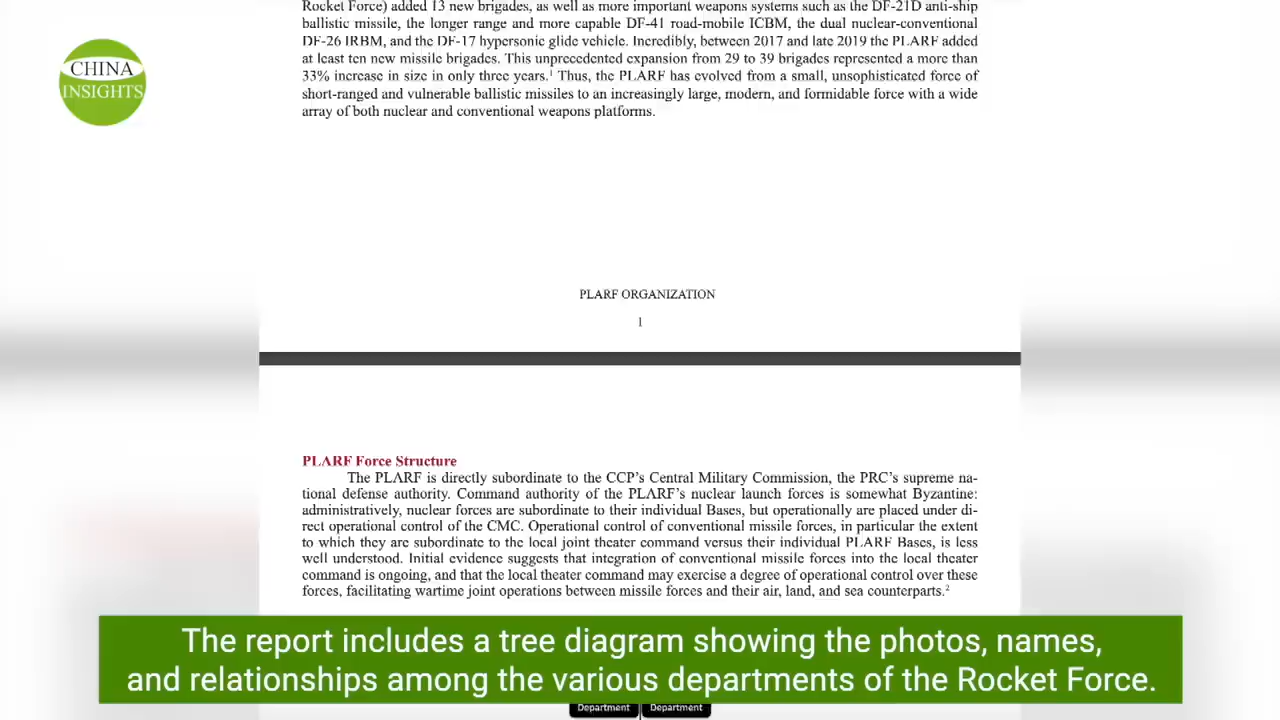 CHINA
INSIGHTS
Rocket Force) added 13 new brigades, as well as more important weapons systems such as the DF-21D anti-ship
ballistic missile, the longer range and more capable DF-41 road-mobile ICBM, the dual nuclear-conventional
DF-26 IRBM, and the DF-17 hypersonic glide vehicle. Incredibly, between 2017 and late 2019 the PLARF added
at least ten new missile brigades. This unprecedented expansion from 29 to 39 brigades represented a more than
33% increase in size in only three years.¹ Thus, the PLARF has evolved from a small, unsophisticated force of
short-ranged and vulnerable ballistic missiles to an increasingly large, modern, and formidable force with a wide
array of both nuclear and conventional weapons platforms.
PLARF ORGANIZATION
1
PLARF Force Structure
The PLARF is directly subordinate to the CCP's Central Military Commission, the PRC's supreme na-
tional defense authority. Command authority of the PLARF's nuclear launch forces is somewhat Byzantine:
administratively, nuclear forces are subordinate to their individual Bases, but operationally are placed under di-
rect operational control of the CMC. Operational control of conventional missile forces, in particular the extent
to which they are subordinate to the local joint theater command versus their individual PLARF Bases, is less
well understood. Initial evidence suggests that integration of conventional missile forces into the local theater
command is ongoing, and that the local theater command may exercise a degree of operational control over these
forces, facilitating wartime joint operations between missile forces and their air, land, and sea counterparts.²
The report includes a tree diagram showing the photos, names,
and relationships among the various departments of the Rocket Force.
Department Department